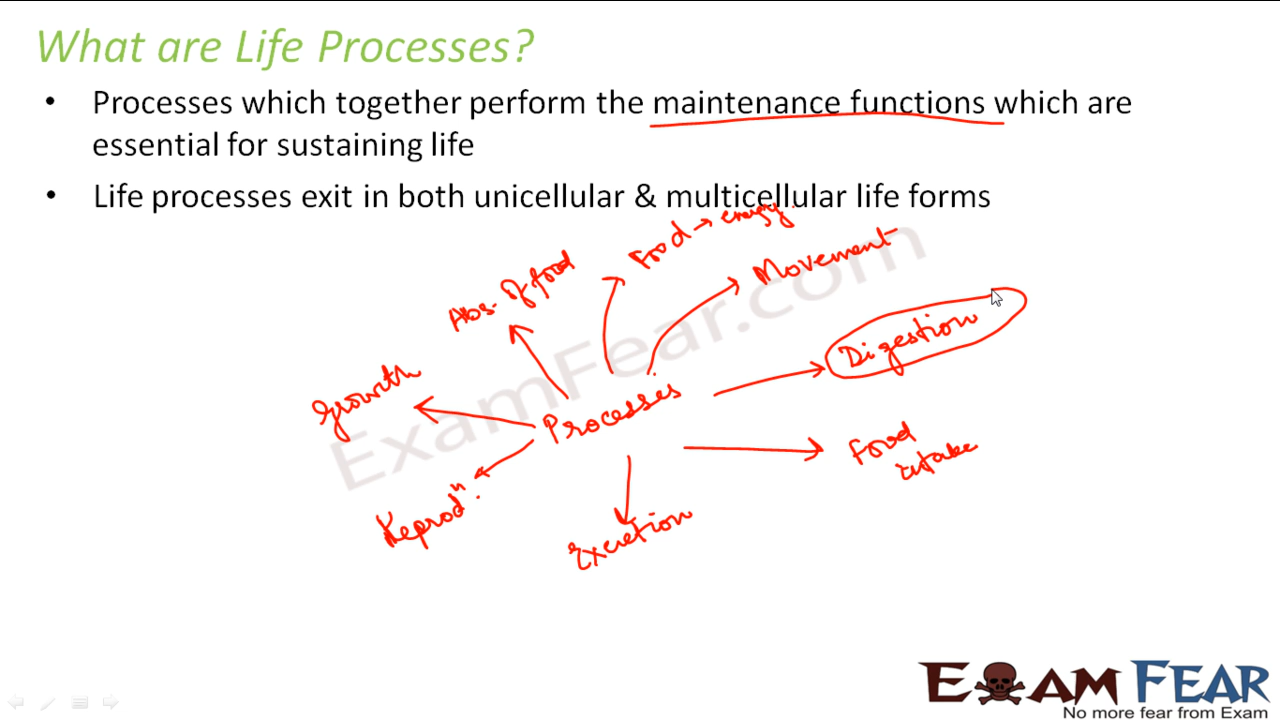 What are Life Processes?
• Processes which together perform the maintenance functions which are
essential for sustaining life
• Life processes exit in both unicellular & multicellular life forms
Food → energy.
Movement
Abs. of food
Digestion
Growth
Processes
Food
intake
Reprodⁿ.
Excretion
ExamFear.com
EXAM FEAR
No more fear from Exam